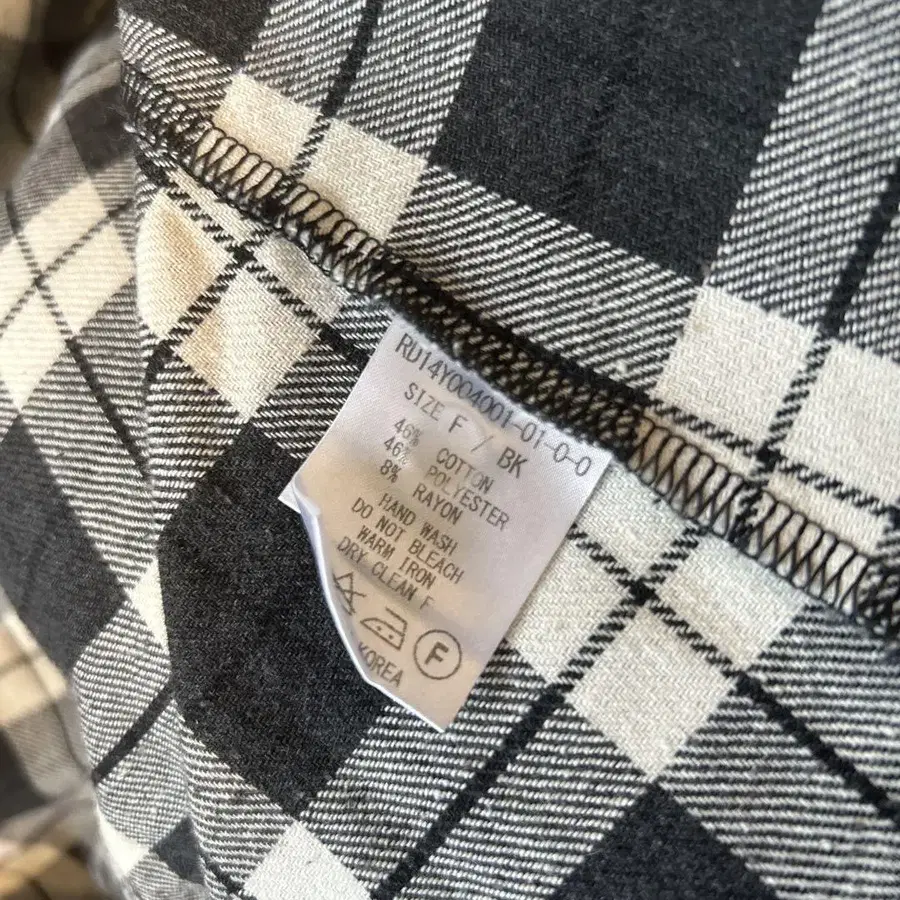 RU14Y004001-01-0-0
SIZE F / BK
46% COTTON
46% POLYESTER
8% RAYON
HAND WASH
DO NOT BLEACH
WARM IRON
DRY CLEAN F
F
KOREA